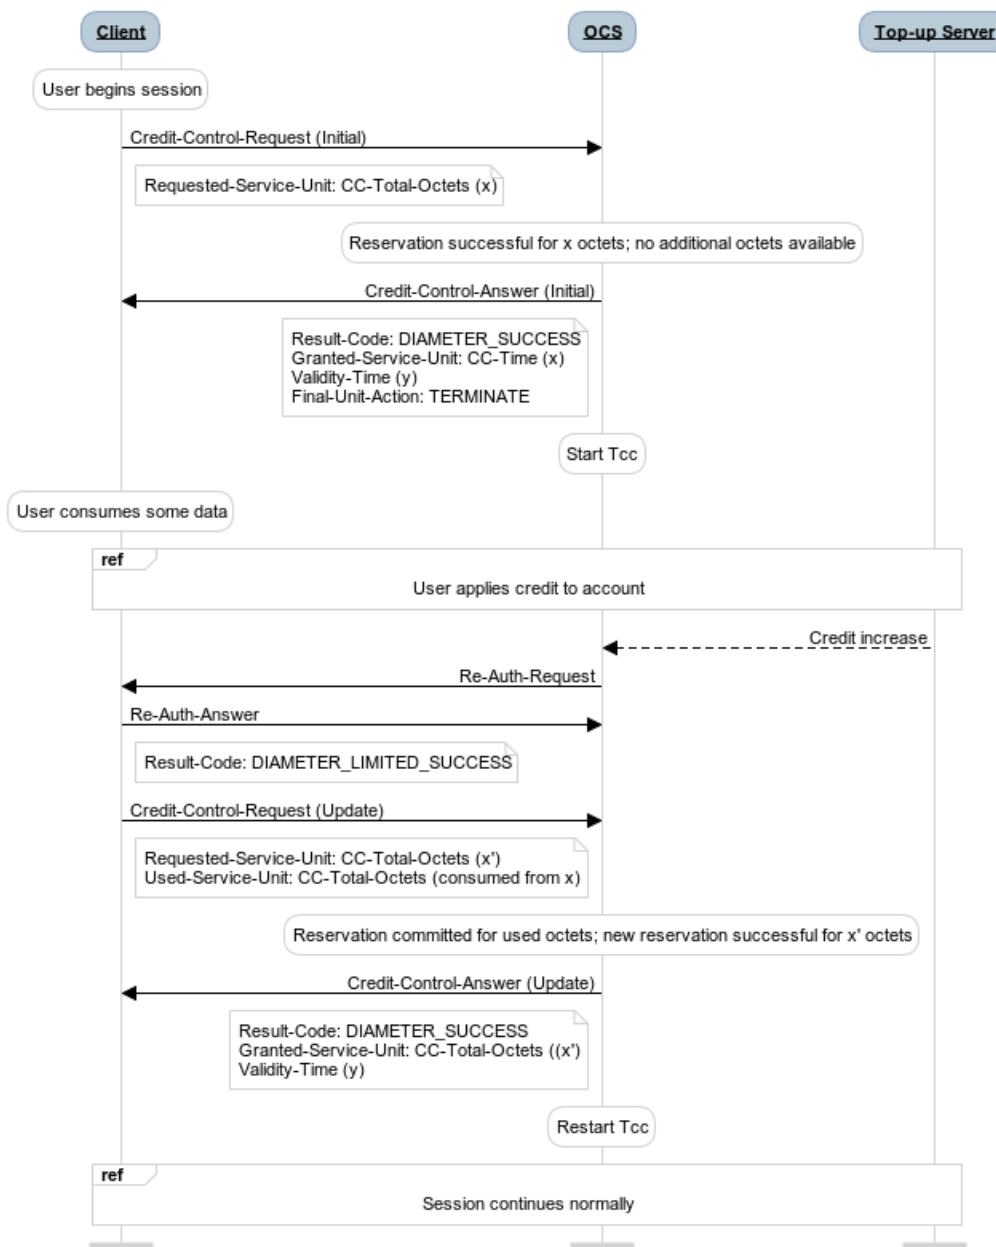 Client
OCS
Top-up Server
User begins session
Credit-Control-Request (Initial)
Requested-Service-Unit: CC-Total-Octets (x)
Reservation successful for x octets; no additional octets available
Credit-Control-Answer (Initial)
Result-Code: DIAMETER_SUCCESS
Granted-Service-Unit: CC-Time (x)
Validity-Time (y)
Final-Unit-Action: TERMINATE
Start Tcc
User consumes some data
ref
User applies credit to account
Credit increase
Re-Auth-Request
Re-Auth-Answer
Result-Code: DIAMETER_LIMITED_SUCCESS
Credit-Control-Request (Update)
Requested-Service-Unit: CC-Total-Octets (x')
Used-Service-Unit: CC-Total-Octets (consumed from x)
Reservation committed for used octets; new reservation successful for x' octets
Credit-Control-Answer (Update)
Result-Code: DIAMETER_SUCCESS
Granted-Service-Unit: CC-Total-Octets ((x')
Validity-Time (y)
Restart Tcc
ref
Session continues normally